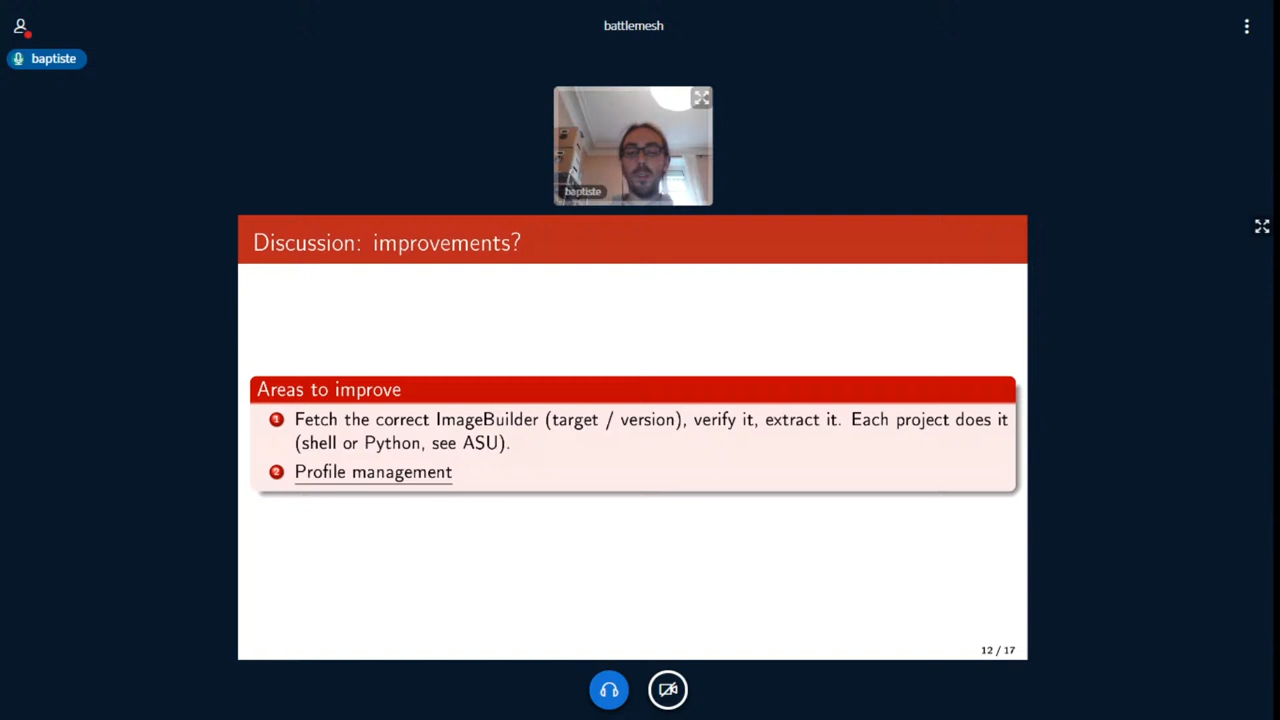 battlemesh
baptiste
baptiste
Discussion: improvements?
Areas to improve
1 Fetch the correct ImageBuilder (target / version), verify it, extract it. Each project does it
(shell or Python, see ASU).
2 Profile management
12 / 17